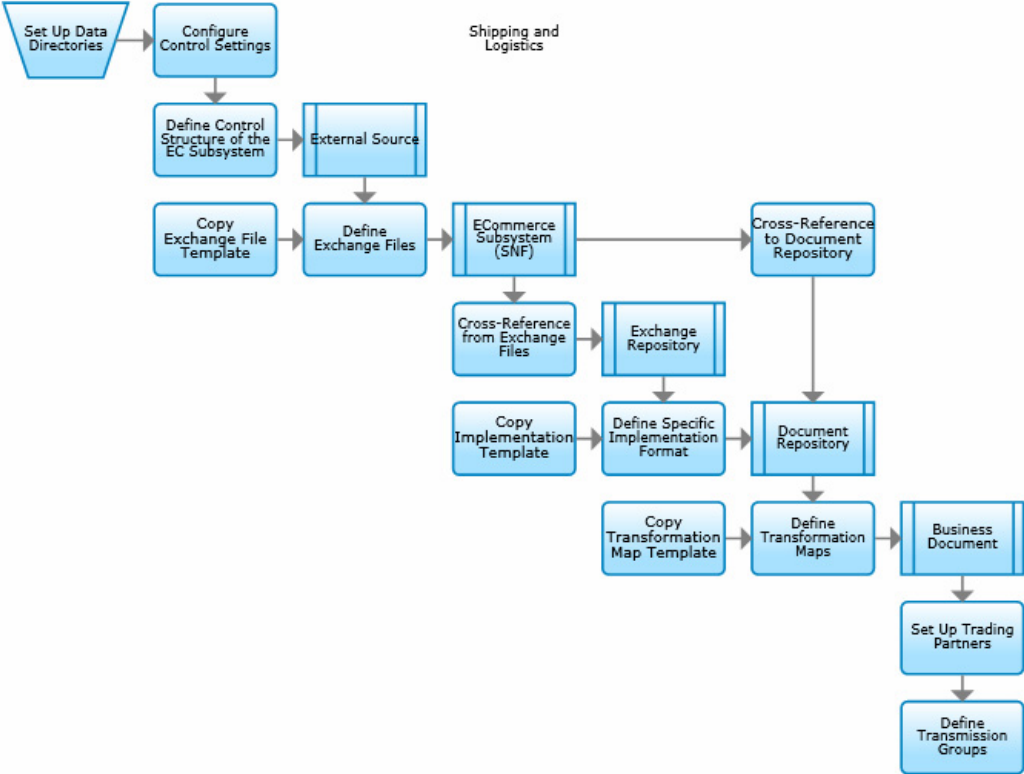 Set Up Data
Directories
Configure
Control Settings
Shipping and
Logistics
Define Control
Structure of the
EC Subsystem
External Source
Copy
Exchange File
Template
Define
Exchange Files
ECommerce
Subsystem
(SNF)
Cross-Reference
to Document
Repository
Cross-Reference
from Exchange
Files
Exchange
Repository
Copy
Implementation
Template
Define Specific
Implementation
Format
Document
Repository
Copy
Transformation
Map Template
Define
Transformation
Maps
Business
Document
Set Up Trading
Partners
Define
Transmission
Groups